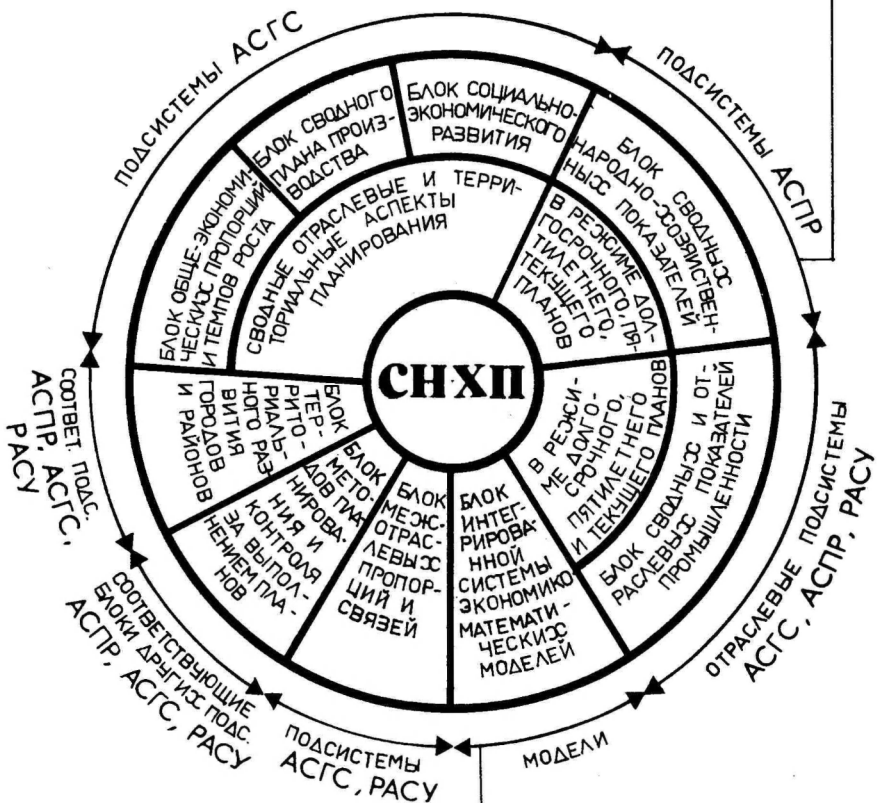 ПОДСИСТЕМЫ АСГС
ПОДСИСТЕМЫ АСПР
БЛОК СВОДНОГО
ПЛАНА ПРОИЗ-
ВОДСТВА
БЛОК СОЦИАЛЬНО-
ЭКОНОМИЧЕСКОГО
РАЗВИТИЯ
БЛОК СВОДНЫХ
НАРОДНО-ХОЗЯЙСТВЕН-
НЫХ ПОКАЗАТЕЛЕЙ
БЛОК ОБЩЕ-ЭКОНОМИ-
ЧЕСКИХ ПРОПОРЦИЙ
И ТЕМПОВ РОСТА
СВОДНЫЕ ОТРАСЛЕВЫЕ И ТЕРРИ-
ТОРИАЛЬНЫЕ АСПЕКТЫ
ПЛАНИРОВАНИЯ
В РЕЖИМЕ ДОЛ-
ГОСРОЧНОГО, ПЯ-
ТИЛЕТНЕГО,
ТЕКУЩЕГО
ПЛАНОВ
СНХП
В РЕЖИ-
МЕ ДОЛГО-
СРОЧНОГО,
ПЯТИЛЕТНЕГО
И ТЕКУЩЕГО ПЛАНОВ
БЛОК СВОДНЫХ И ОТ-
РАСЛЕВЫХ ПОКАЗАТЕЛЕЙ
ПРОМЫШЛЕННОСТИ
БЛОК
ТЕР-
РИТО-
РИАЛЬ-
НОГО РАЗ
ВИТИЯ
ГОРОДОВ
И РАЙОНОВ
БЛОК
МЕТО-
ДОВ ПЛА-
НИРОВА-
НИЯ И
КОНТРОЛЯ
ЗА ВЫПОЛ-
НЕНИЕМ ПЛА-
НОВ
БЛОК
МЕЖ-
ОТРАС-
ЛЕВЫХ
ПРОПОР-
ЦИЙ И
СВЯЗЕЙ
БЛОК
ИНТЕГ-
РИРОВА-
ННОЙ
СИСТЕМЫ
ЭКОНОМИКО-
МАТЕМАТИ-
ЧЕСКИХ
МОДЕЛЕЙ
СООТВЕТ. ПОДС.
АСПР, АСГС,
РАСУ
СООТВЕТСТВУЮЩИЕ
БЛОКИ ДРУГИХ ПОДС.
АСПР, АСГС, РАСУ
ПОДСИСТЕМЫ
АСГС, РАСУ
МОДЕЛИ
ОТРАСЛЕВЫЕ ПОДСИСТЕМЫ
АСГС, АСПР, РАСУ